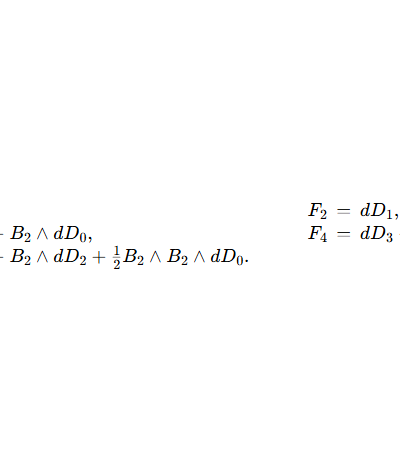 F₂ = dD₁,
- B₂ ∧ dD₀, F₄ = dD₃
- B₂ ∧ dD₂ + ½B₂ ∧ B₂ ∧ dD₀.